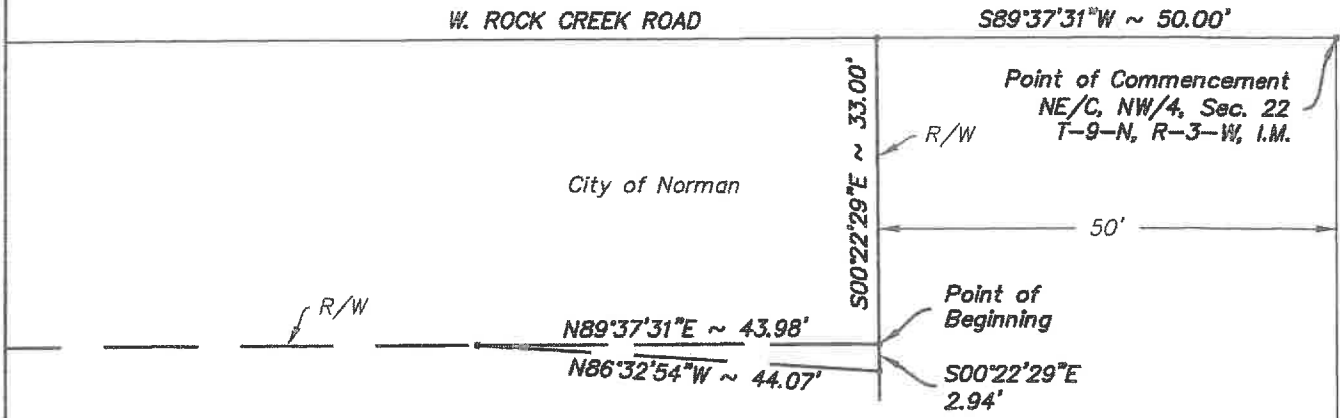 W. ROCK CREEK ROAD
S89°37'31"W ~ 50.00'
Point of Commencement
NE/C, NW/4, Sec. 22
T-9-N, R-3-W, I.M.
S00°22'29"E ~ 33.00'
R/W
City of Norman
50'
R/W
Point of
Beginning
N89°37'31"E ~ 43.98'
N86°32'54"W ~ 44.07'
S00°22'29"E
2.94'